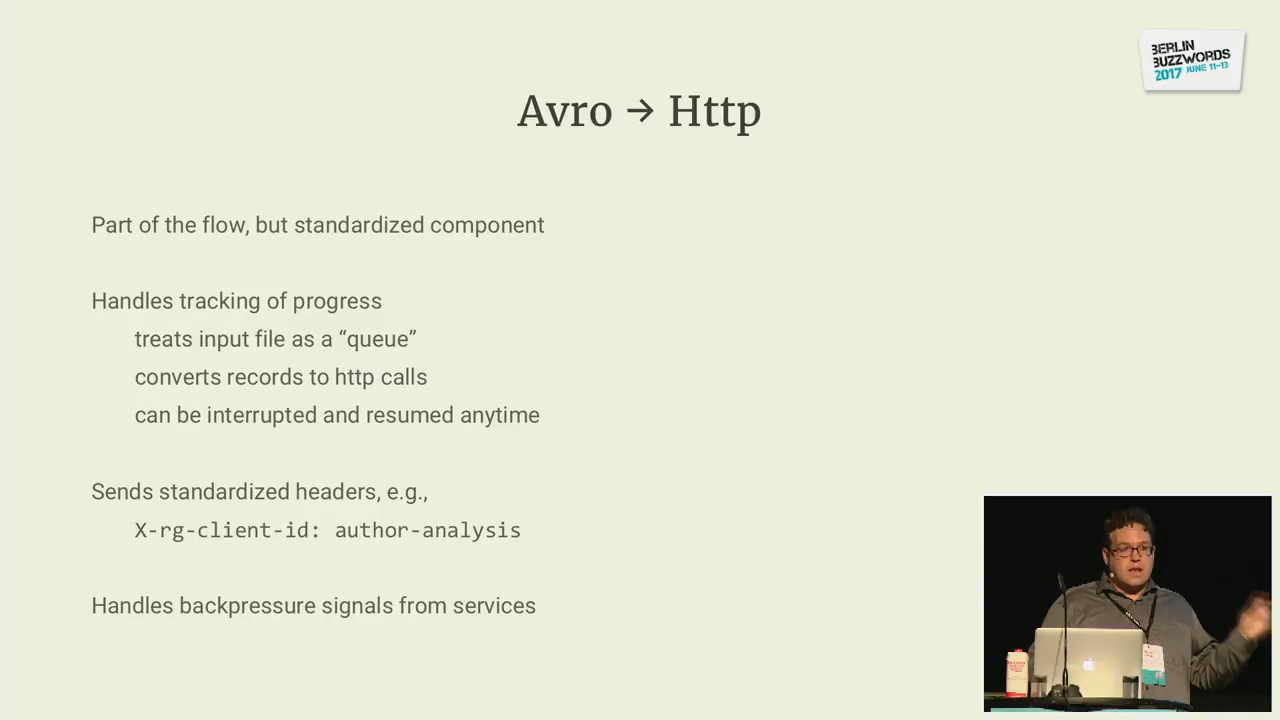 BERLIN
BUZZWORDS
2017 JUNE 11-13
Avro → Http
Part of the flow, but standardized component
Handles tracking of progress
treats input file as a “queue”
converts records to http calls
can be interrupted and resumed anytime
Sends standardized headers, e.g.,
X-rg-client-id: author-analysis
Handles backpressure signals from services